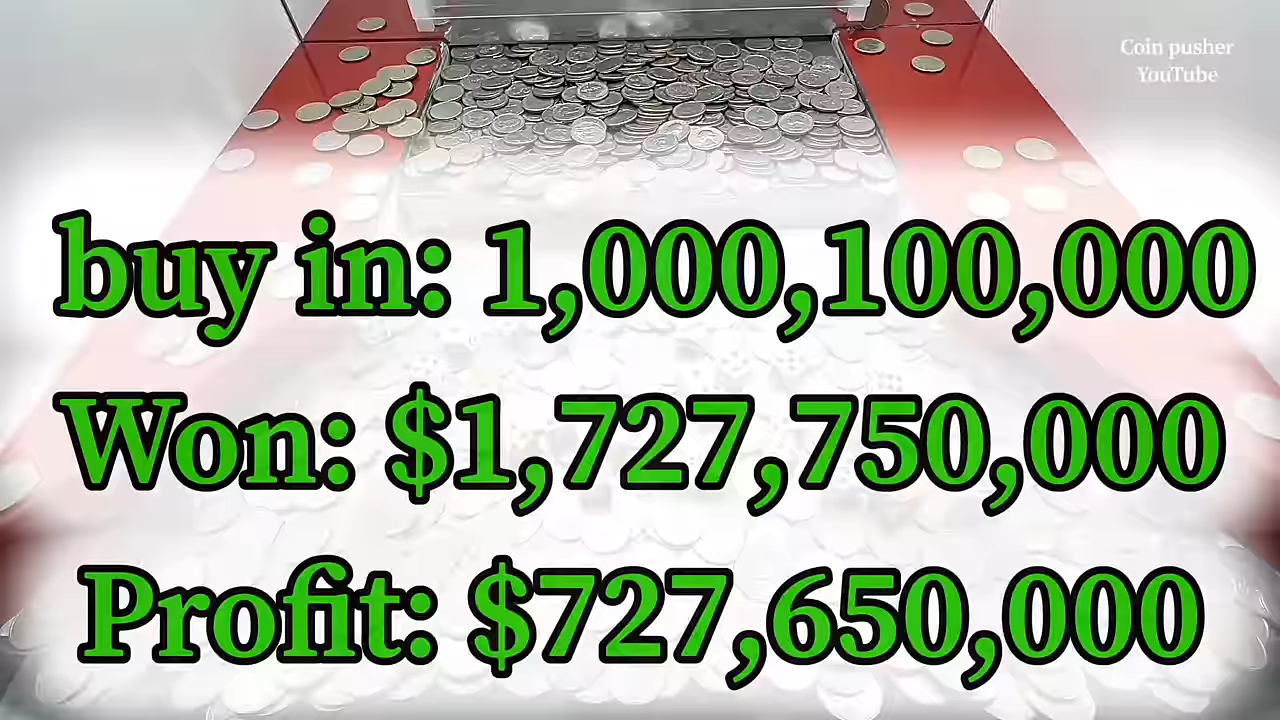 Coin pusher
YouTube
buy in: 1,000,100,000
Won: $1,727,750,000
Profit: $727,650,000